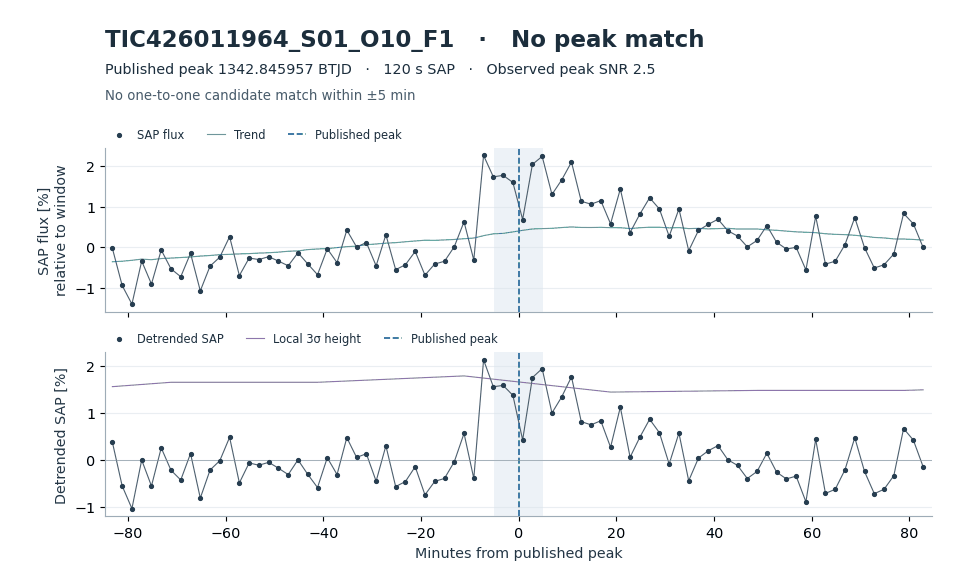 TIC426011964_S01_O10_F1 · No peak match
Published peak 1342.845957 BTJD · 120 s SAP · Observed peak SNR 2.5
No one-to-one candidate match within ±5 min
SAP flux Trend Published peak
SAP flux [%]
relative to window
2
1
0
−1
Detrended SAP Local 3σ height Published peak
Detrended SAP [%]
2
1
0
−1
−80 −60 −40 −20 0 20 40 60 80
Minutes from published peak